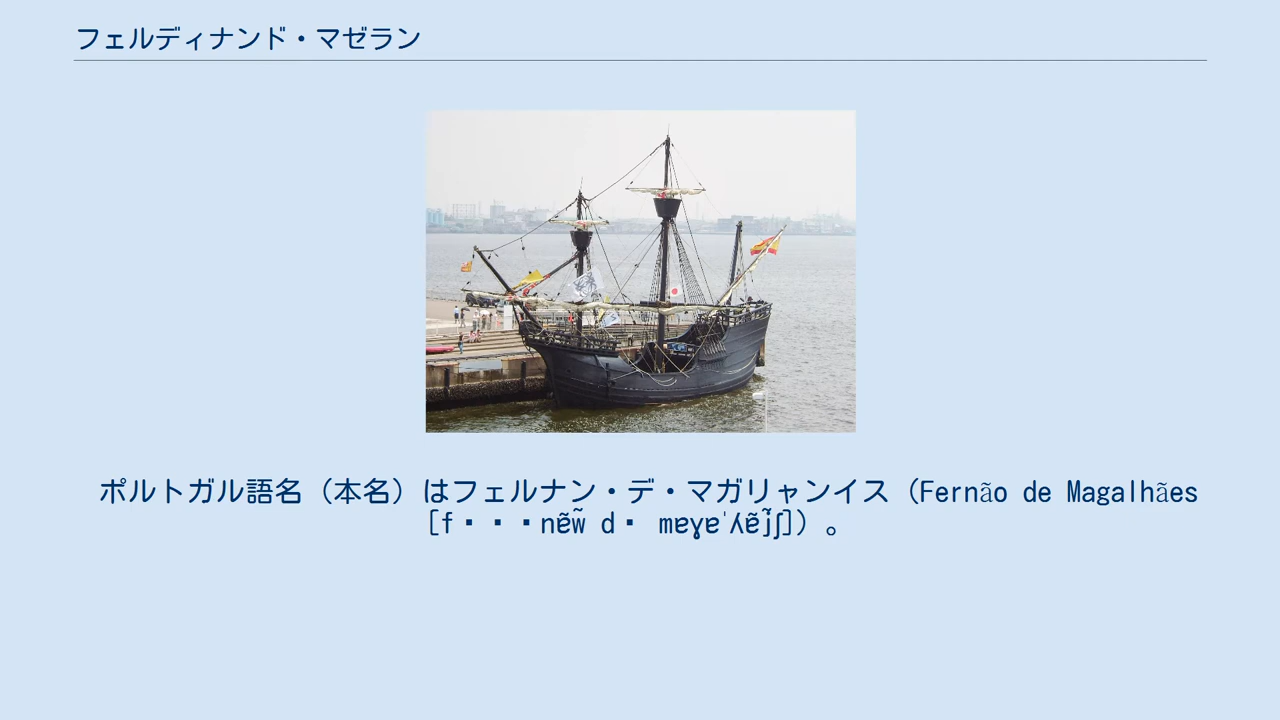 フェルディナンド・マゼラン
ポルトガル語名（本名）はフェルナン・デ・マガリャンイス（Fernão de Magalhães
[f・・・nɐ̃w̃ d・ mɐɣɐˈʎɐ̃j̃ʃ]）。